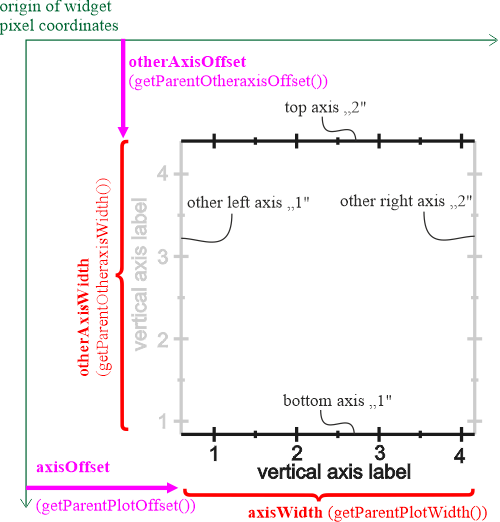 origin of widget
pixel coordinates
otherAxisOffset
(getParentOtheraxisOffset())
top axis „2"
4
other left axis „1"
other right axis „2"
3
vertical axis label
otherAxisWidth
(getParentOtheraxisWidth())
2
bottom axis „1"
1
1 2 3 4
vertical axis label
axisOffset
(getParentPlotOffset())
axisWidth (getParentPlotWidth())